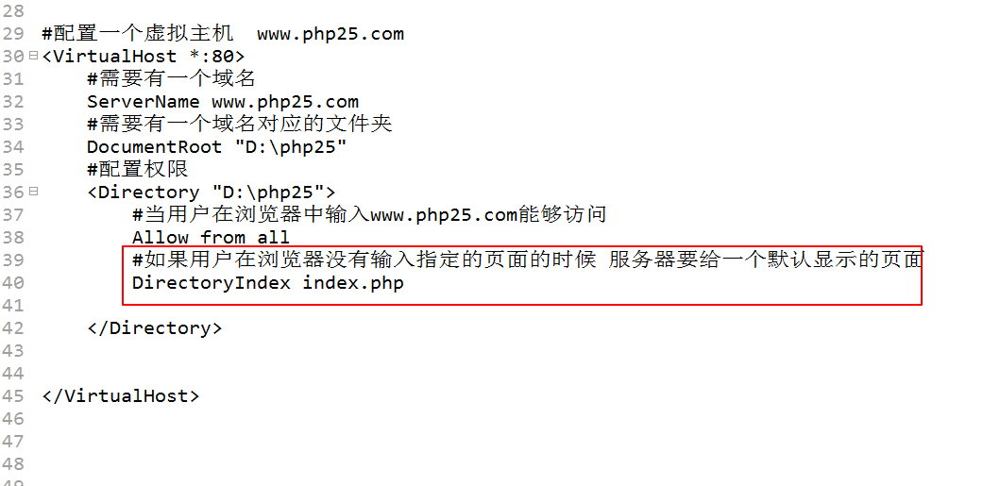 28
29 #配置一个虚拟主机  www.php25.com
30 <VirtualHost *:80>
31     #需要有一个域名
32     ServerName www.php25.com
33     #需要有一个域名对应的文件夹
34     DocumentRoot "D:\php25"
35     #配置权限
36     <Directory "D:\php25">
37         #当用户在浏览器中输入www.php25.com能够访问
38         Allow from all
39         #如果用户在浏览器没有输入指定的页面的时候 服务器要给一个默认显示的页面
40         DirectoryIndex index.php
41
42     </Directory>
43
44
45 </VirtualHost>
46
47
48
49